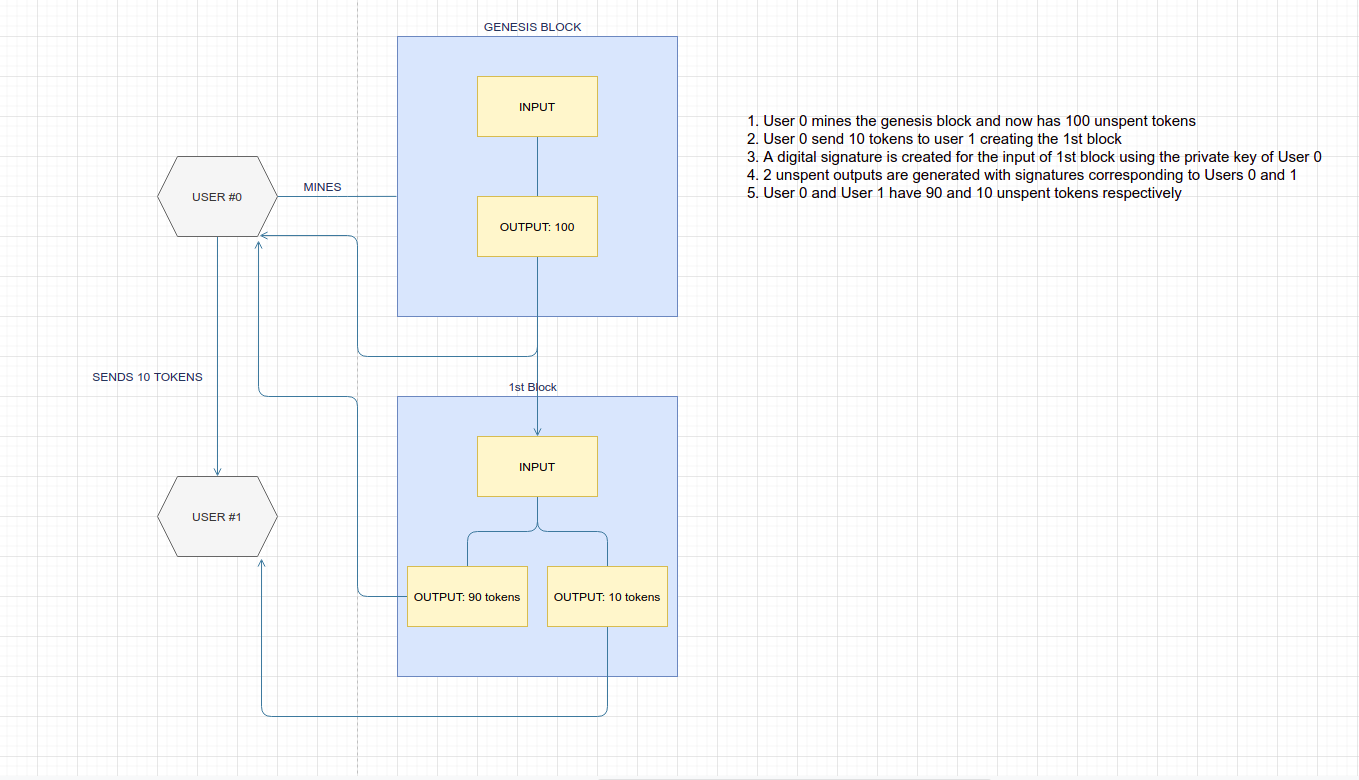 GENESIS BLOCK
INPUT
1. User 0 mines the genesis block and now has 100 unspent tokens
2. User 0 send 10 tokens to user 1 creating the 1st block
3. A digital signature is created for the input of 1st block using the private key of User 0
4. 2 unspent outputs are generated with signatures corresponding to Users 0 and 1
5. User 0 and User 1 have 90 and 10 unspent tokens respectively
USER #0
MINES
OUTPUT: 100
SENDS 10 TOKENS
1st Block
INPUT
USER #1
OUTPUT: 90 tokens
OUTPUT: 10 tokens